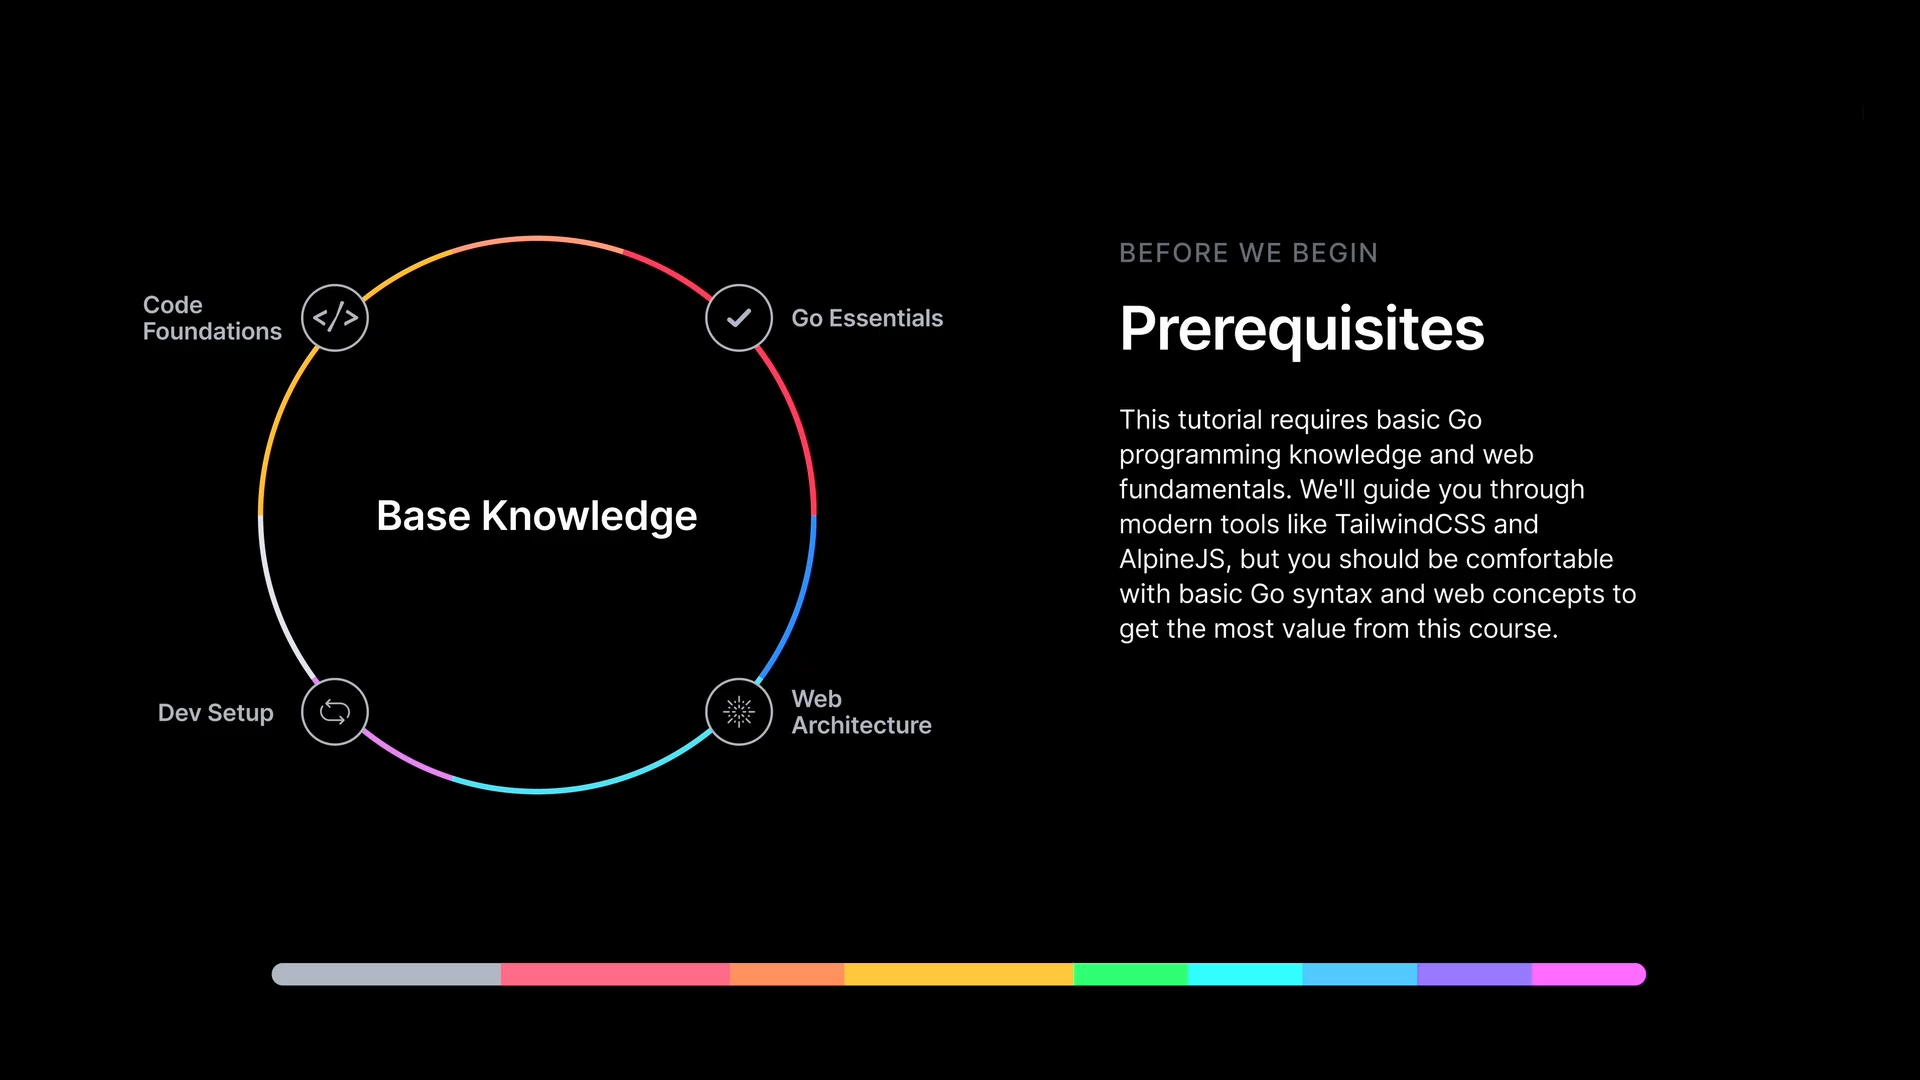 Code
Foundations
</>
Go Essentials
Base Knowledge
Dev Setup
Web
Architecture
BEFORE WE BEGIN
Prerequisites
This tutorial requires basic Go
programming knowledge and web
fundamentals. We'll guide you through
modern tools like TailwindCSS and
AlpineJS, but you should be comfortable
with basic Go syntax and web concepts to
get the most value from this course.